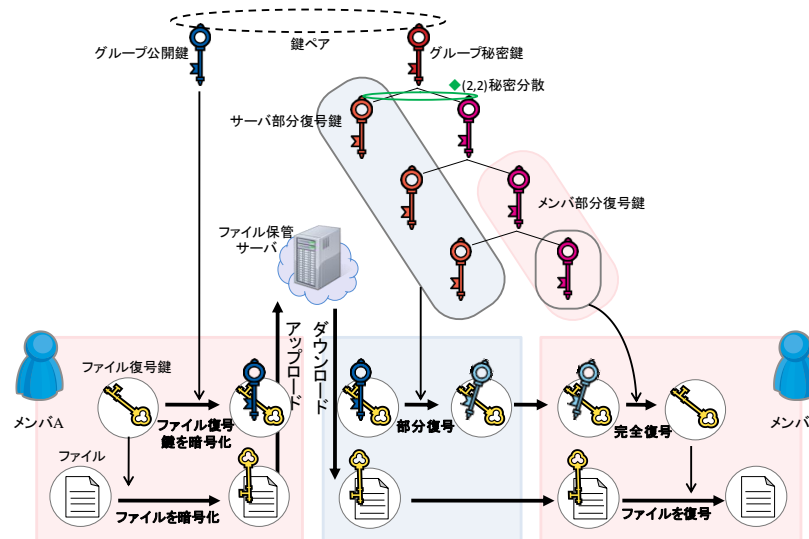 鍵ペア
グループ公開鍵
グループ秘密鍵
◆(2,2)秘密分散
サーバ部分復号鍵
メンバ部分復号鍵
ファイル保管
サーバ
アップロード
ダウンロード
ファイル復号鍵
メンバA
メンバ
ファイル復号
鍵を暗号化
部分復号
完全復号
ファイル
ファイルを暗号化
ファイルを復号